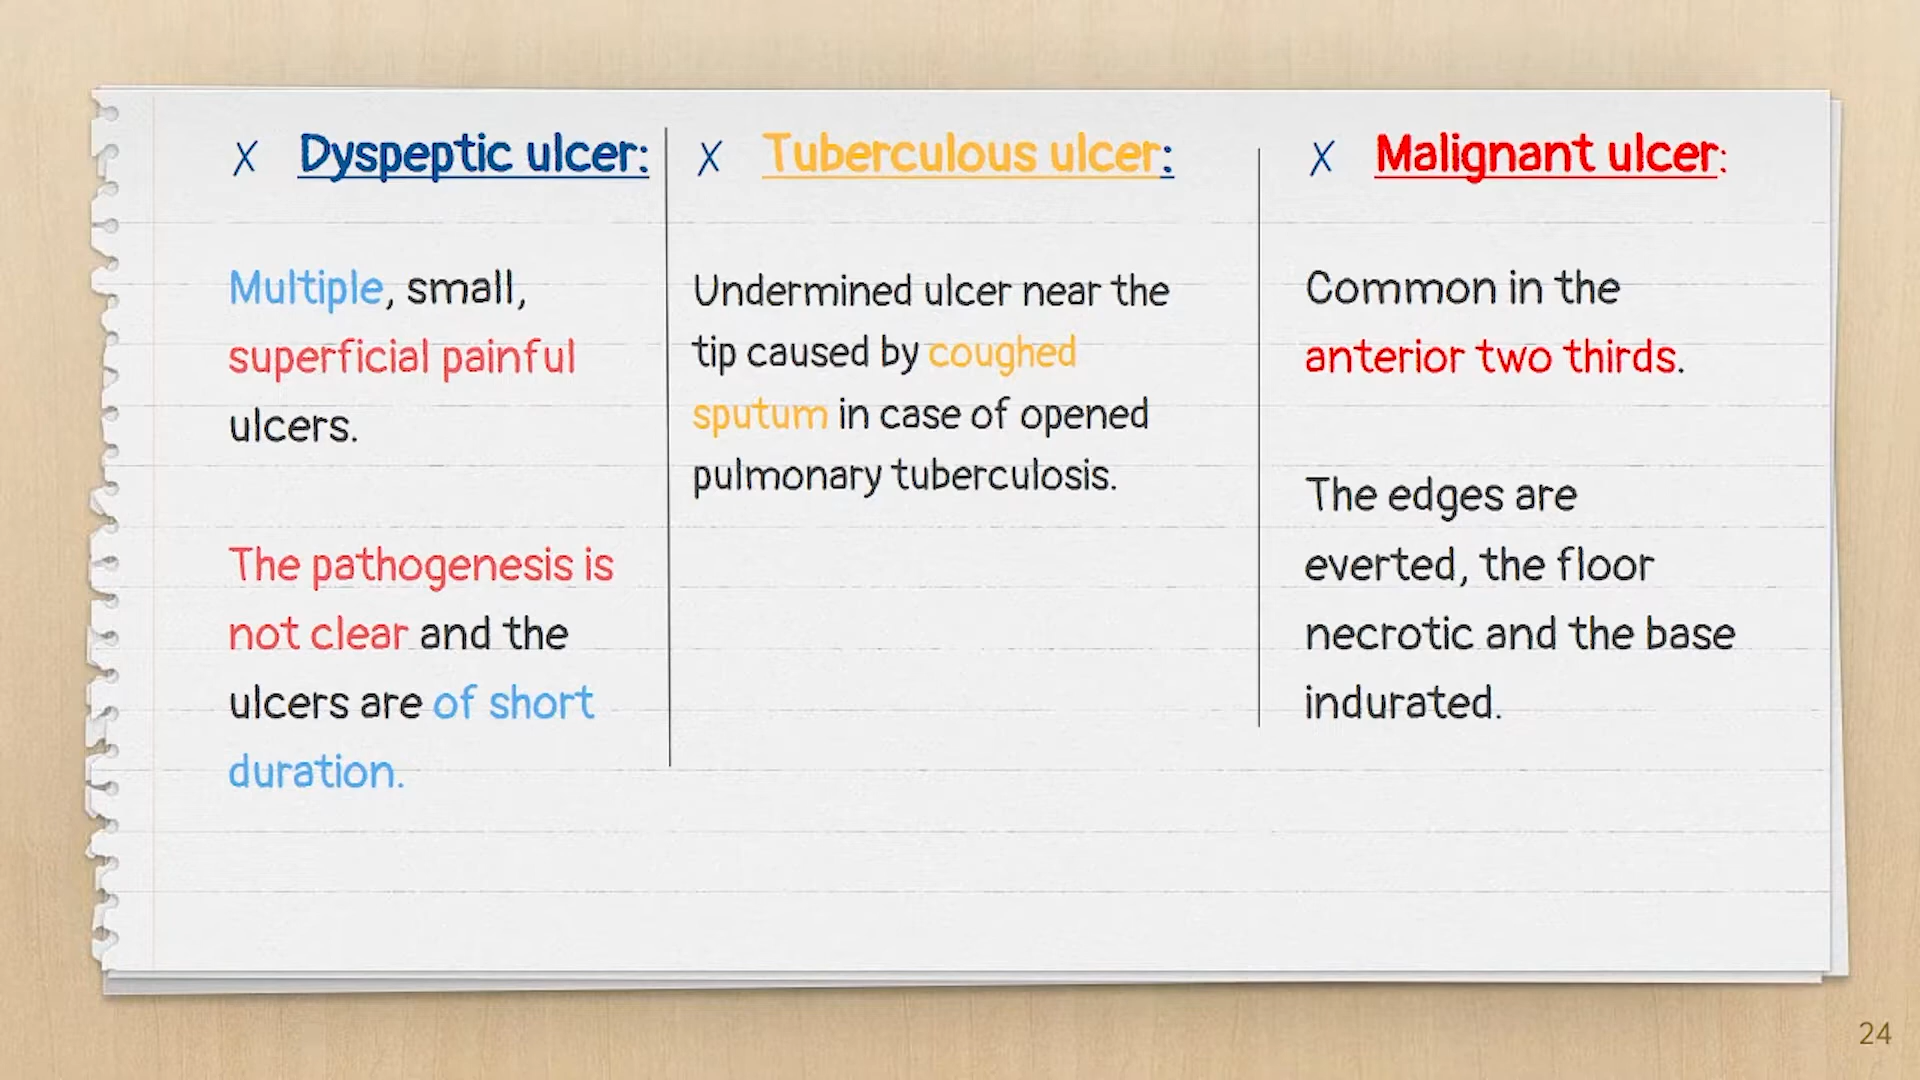 X Dyspeptic ulcer:
Multiple, small,
superficial painful
ulcers.
The pathogenesis is
not clear and the
ulcers are of short
duration.
X Tuberculous ulcer:
Undermined ulcer near the
tip caused by coughed
sputum in case of opened
pulmonary tuberculosis.
X Malignant ulcer:
Common in the
anterior two thirds.
The edges are
everted, the floor
necrotic and the base
indurated.
24